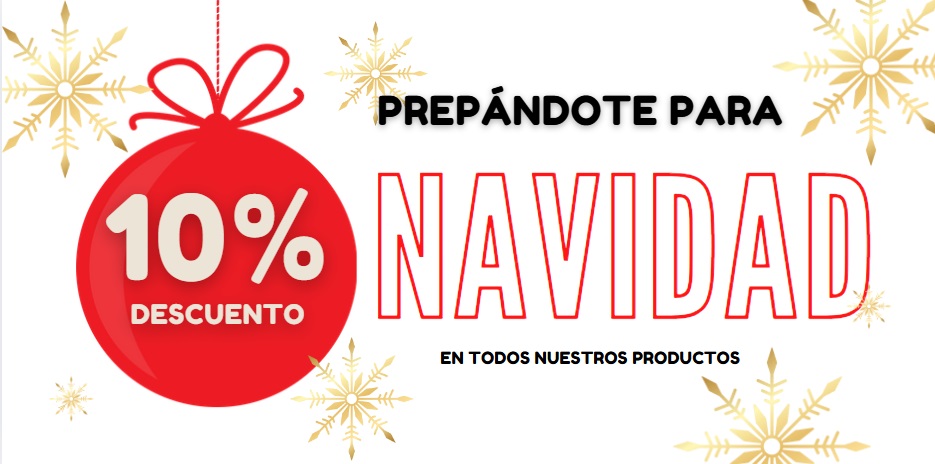 10%
DESCUENTO
PREPÁNDOTE PARA
NAVIDAD
EN TODOS NUESTROS PRODUCTOS